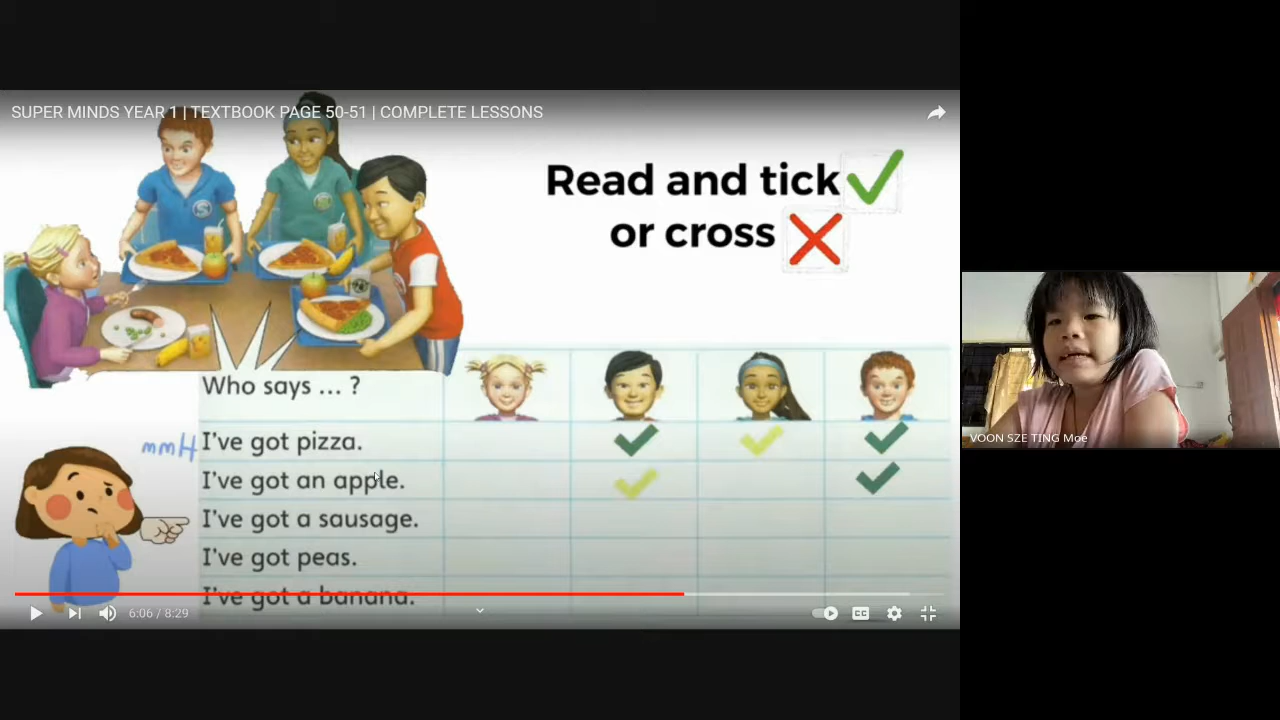 SUPER MINDS YEAR 1 | TEXTBOOK PAGE 50-51 | COMPLETE LESSONS
Read and tick
or cross
Who says ... ?
mmH
I've got pizza.
I've got an apple.
I've got a sausage.
I've got peas.
I've got a banana.
6:06 / 8:29
CC
VOON SZE TING Moe